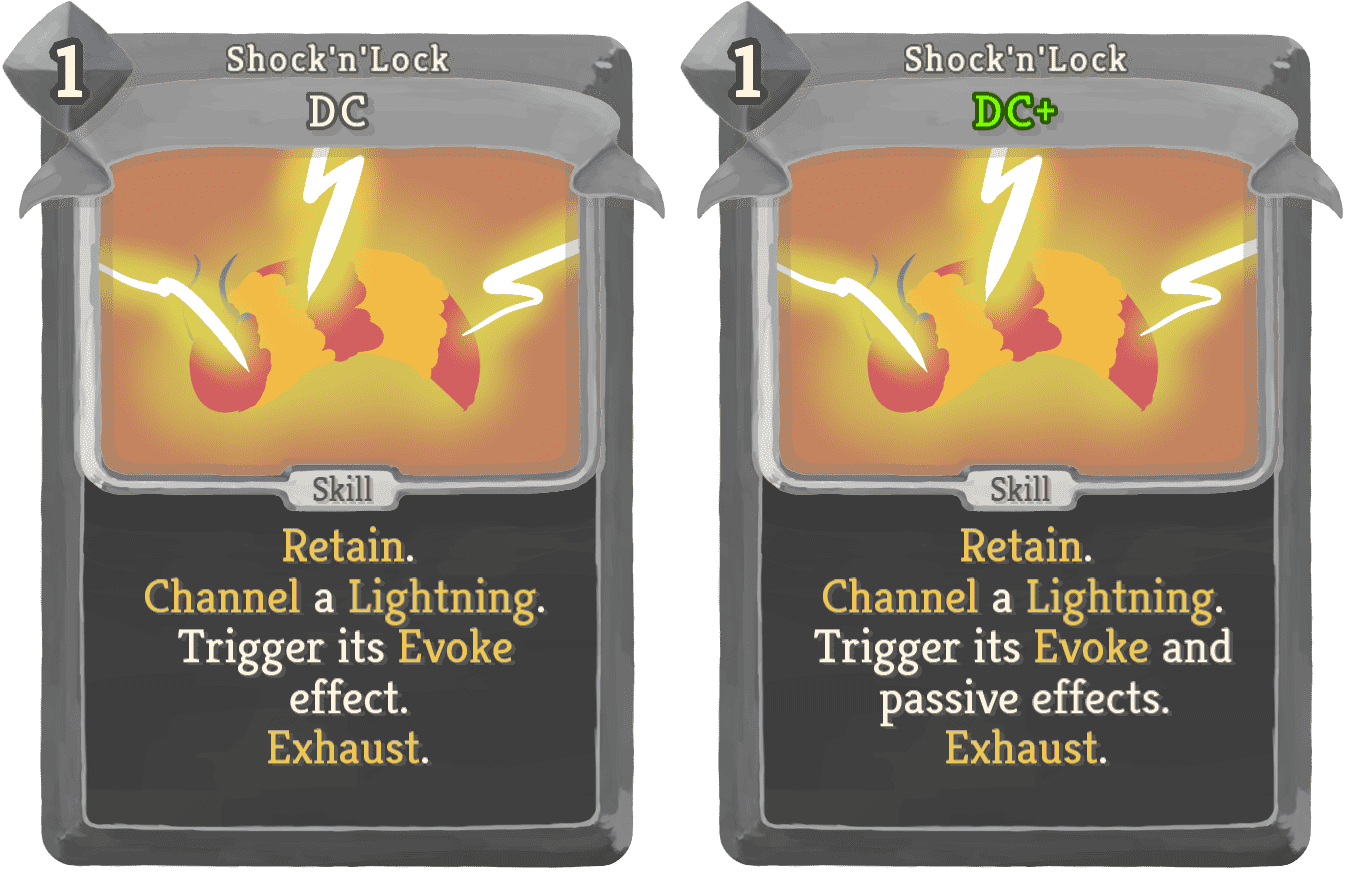 1
Shock'n'Lock
DC
Skill
Retain.
Channel a Lightning.
Trigger its Evoke
effect.
Exhaust.
1
Shock'n'Lock
DC+
Skill
Retain.
Channel a Lightning.
Trigger its Evoke and
passive effects.
Exhaust.